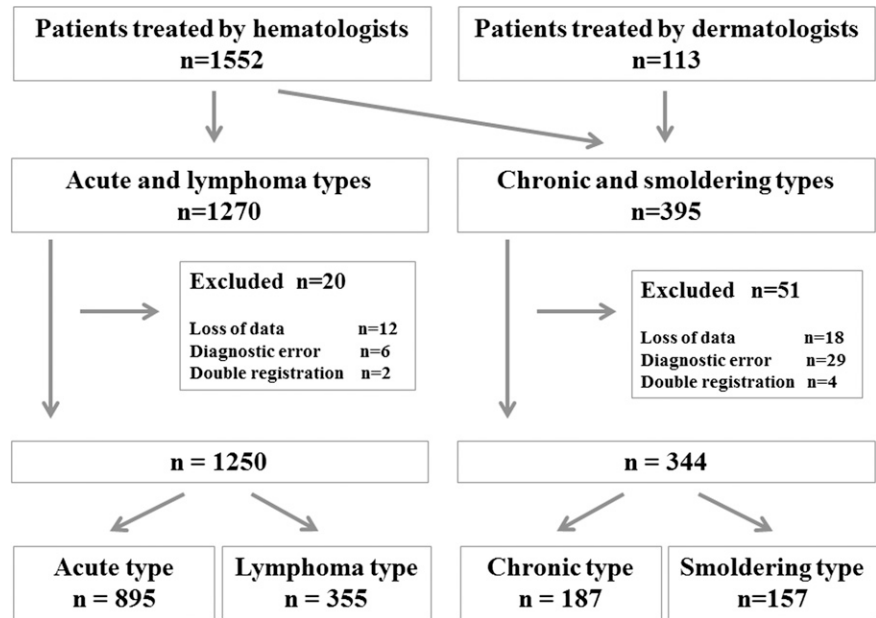 Patients treated by hematologists
n=1552
Patients treated by dermatologists
n=113
Acute and lymphoma types
n=1270
Chronic and smoldering types
n=395
Excluded n=20
Loss of data n=12
Diagnostic error n=6
Double registration n=2
Excluded n=51
Loss of data n=18
Diagnostic error n=29
Double registration n=4
n = 1250
n = 344
Acute type
n = 895
Lymphoma type
n = 355
Chronic type
n = 187
Smoldering type
n=157